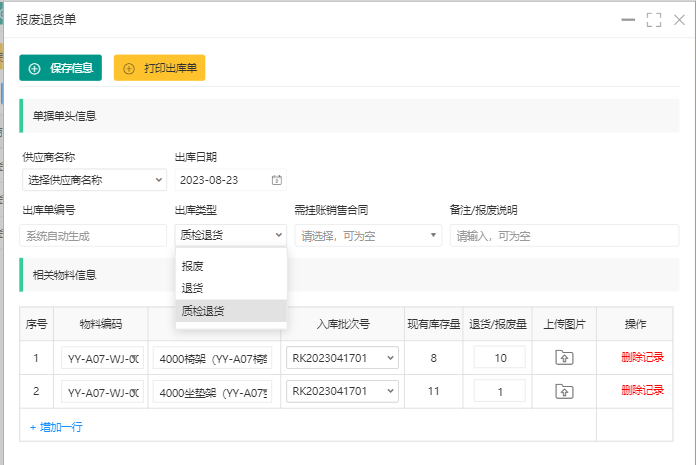 报废退货单
保存信息
打印出库单
单据单头信息
供应商名称 出库日期
选择供应商名称 2023-08-23
出库单编号 出库类型 需挂账销售合同 备注/报废说明
系统自动生成 质检退货 请选择，可为空 请输入，可为空
报废
退货
质检退货
相关物料信息
序号 物料编码 入库批次号 现有库存量 退货/报废量 上传图片 操作
1 YY-A07-WJ-0 4000椅架（YY-A07椅 RK2023041701 8 10 删除记录
2 YY-A07-WJ-0 4000坐垫架（YY-A07 RK2023041701 11 1 删除记录
+ 增加一行